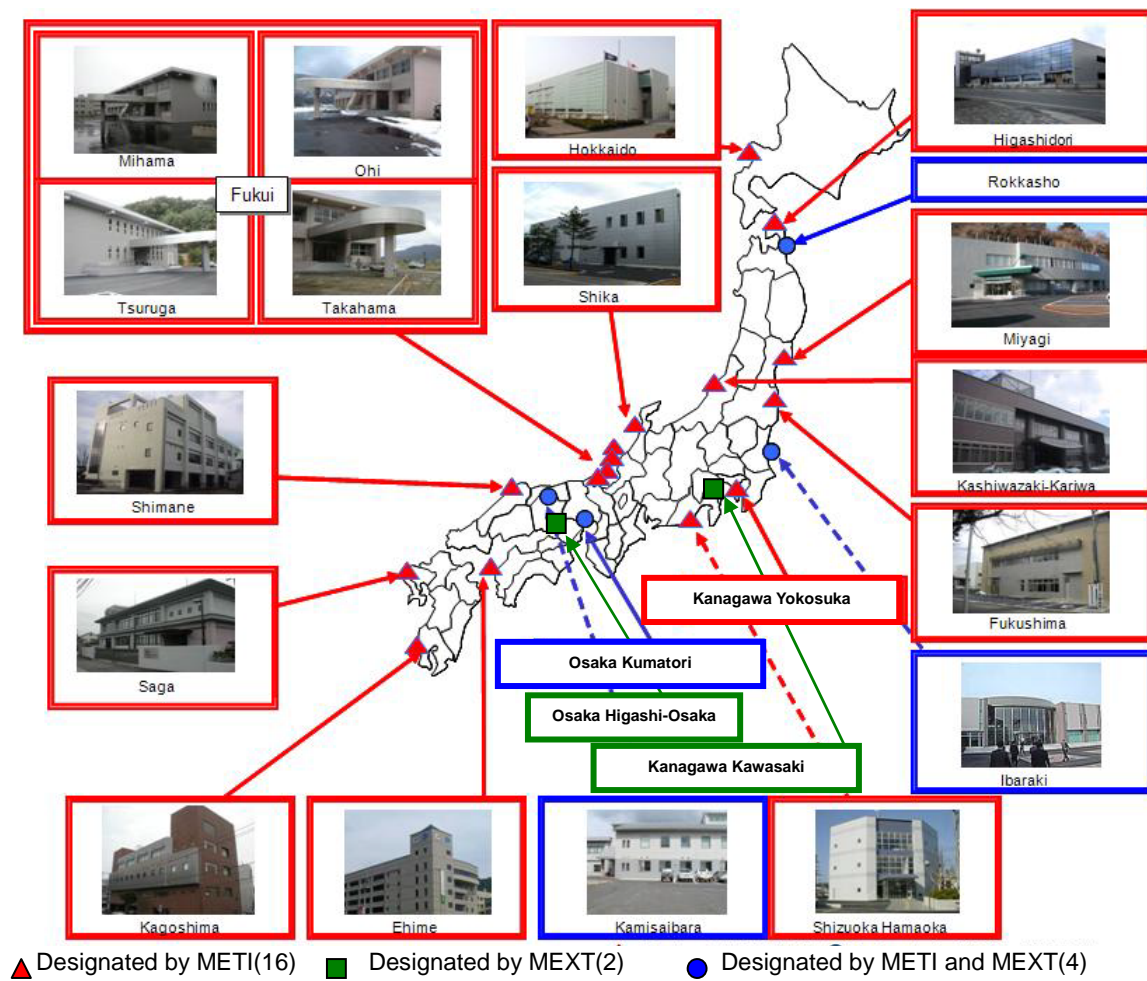 Mihama
Ohi
Fukui
Tsuruga
Takahama
Hokkaido
Shika
Higashidori
Rokkasho
Miyagi
Kashiwazaki-Kariwa
Fukushima
Ibaraki
Shimane
Saga
Kanagawa Yokosuka
Osaka Kumatori
Osaka Higashi-Osaka
Kanagawa Kawasaki
Kagoshima
Ehime
Kamisaibara
Shizuoka Hamaoka
Designated by METI(16) Designated by MEXT(2) Designated by METI and MEXT(4)